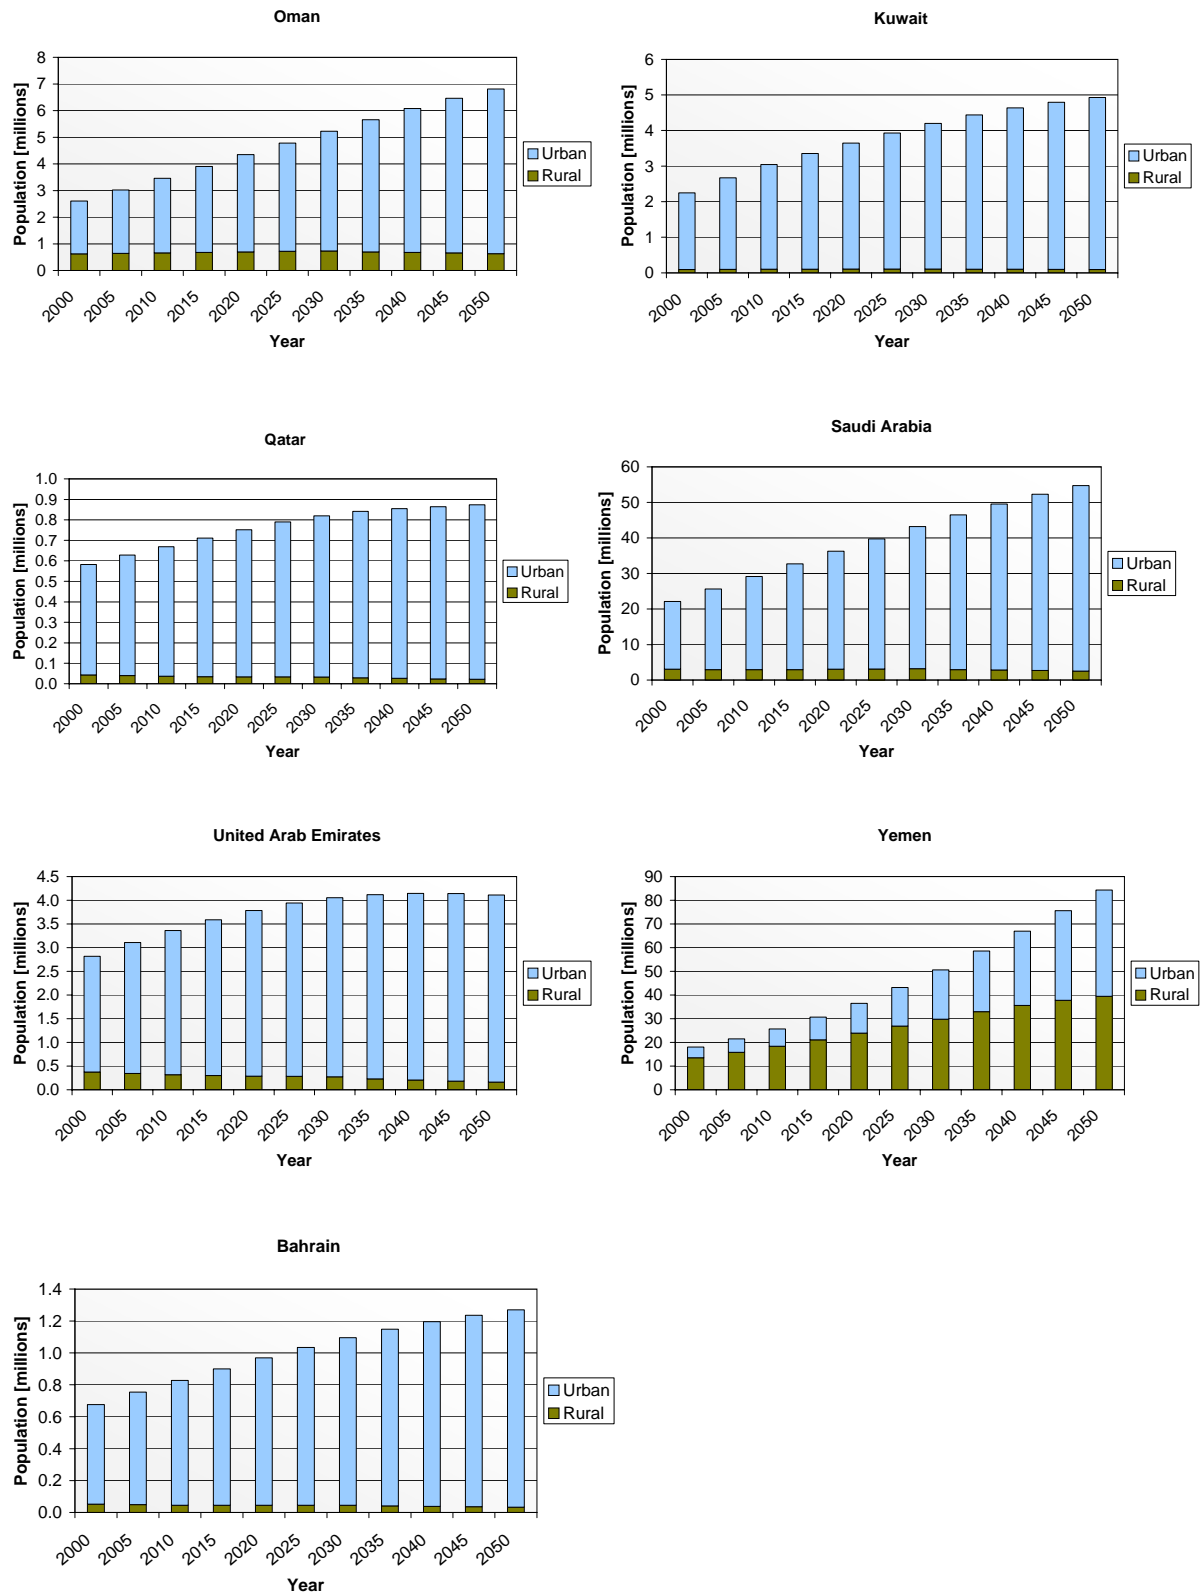 Oman
Population [millions]
8
7
6
5
4
3
2
1
0
2000 2005 2010 2015 2020 2025 2030 2035 2040 2045 2050
Year
Urban
Rural
Kuwait
Population [millions]
6
5
4
3
2
1
0
2000 2005 2010 2015 2020 2025 2030 2035 2040 2045 2050
Year
Urban
Rural
Qatar
Population [millions]
1.0
0.9
0.8
0.7
0.6
0.5
0.4
0.3
0.2
0.1
0.0
2000 2005 2010 2015 2020 2025 2030 2035 2040 2045 2050
Year
Urban
Rural
Saudi Arabia
Population [millions]
60
50
40
30
20
10
0
2000 2005 2010 2015 2020 2025 2030 2035 2040 2045 2050
Year
Urban
Rural
United Arab Emirates
Population [millions]
4.5
4.0
3.5
3.0
2.5
2.0
1.5
1.0
0.5
0.0
2000 2005 2010 2015 2020 2025 2030 2035 2040 2045 2050
Year
Urban
Rural
Yemen
Population [millions]
90
80
70
60
50
40
30
20
10
0
2000 2005 2010 2015 2020 2025 2030 2035 2040 2045 2050
Year
Urban
Rural
Bahrain
Population [millions]
1.4
1.2
1.0
0.8
0.6
0.4
0.2
0.0
2000 2005 2010 2015 2020 2025 2030 2035 2040 2045 2050
Year
Urban
Rural